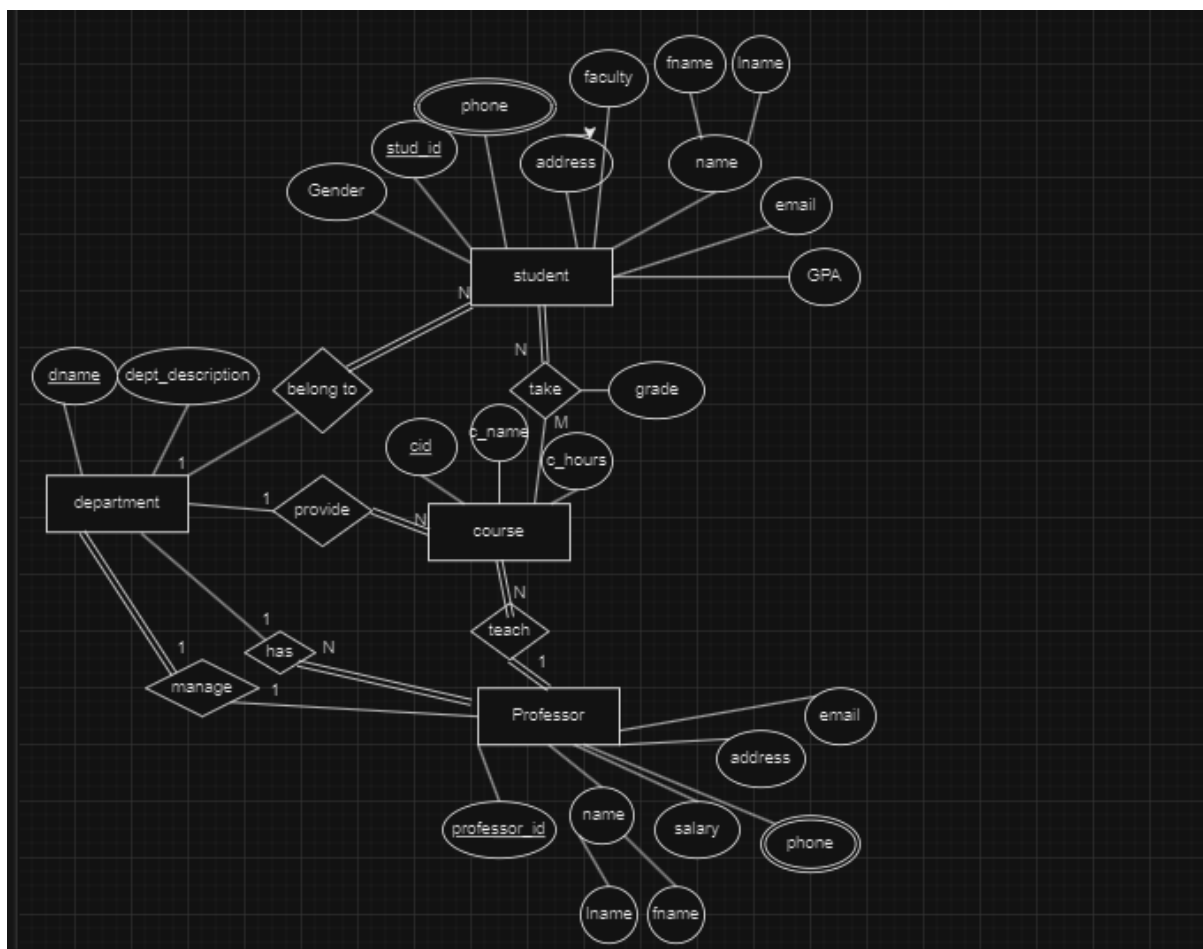 fname
lname
faculty
phone
stud_id
address
name
Gender
email
student
GPA
N
N
dname
dept_description
belong to
take
grade
M
c_name
cid
c_hours
1
department
1
provide
N
course
N
teach
1
1
has
N
1
manage
1
Professor
email
address
professor_id
name
salary
phone
lname
fname